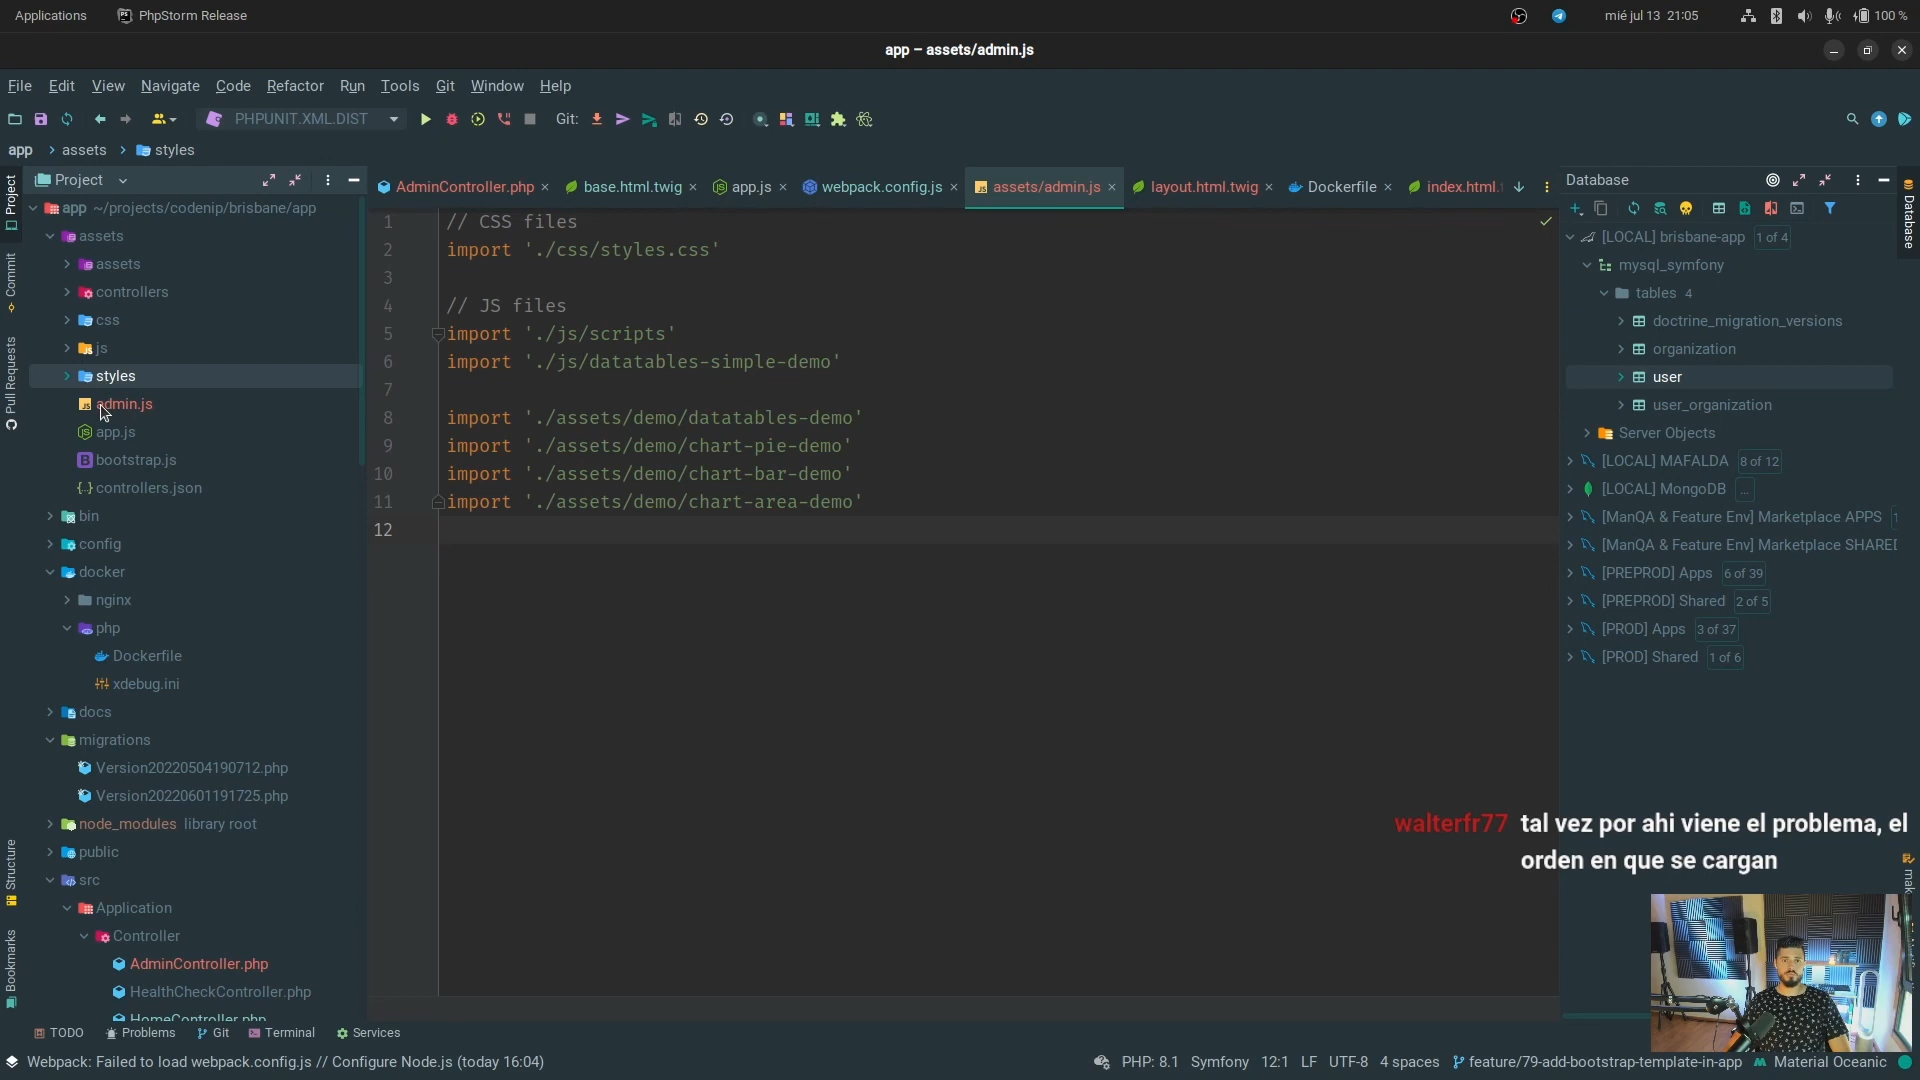 Applications
PhpStorm Release
mié jul 13 21:05
100 %
app – assets/admin.js
File Edit View Navigate Code Refactor Run Tools Git Window Help
PHPUNIT.XML.DIST
Git:
app > assets > styles
Project
AdminController.php
base.html.twig
app.js
webpack.config.js
assets/admin.js
layout.html.twig
Dockerfile
index.html.
Database
Project
Commit
Pull Requests
Structure
Bookmarks
app ~/projects/codenip/brisbane/app
assets
assets
controllers
css
js
styles
admin.js
app.js
bootstrap.js
controllers.json
bin
config
docker
nginx
php
Dockerfile
xdebug.ini
docs
migrations
Version20220504190712.php
Version20220601191725.php
node_modules library root
public
src
Application
Controller
AdminController.php
HealthCheckController.php
HomeController.php
1 // CSS files
2 import './css/styles.css'
3
4 // JS files
5 import './js/scripts'
6 import './js/datatables-simple-demo'
7
8 import './assets/demo/datatables-demo'
9 import './assets/demo/chart-pie-demo'
10 import './assets/demo/chart-bar-demo'
11 import './assets/demo/chart-area-demo'
12
[LOCAL] brisbane-app 1 of 4
mysql_symfony
tables 4
doctrine_migration_versions
organization
user
user_organization
Server Objects
[LOCAL] MAFALDA 8 of 12
[LOCAL] MongoDB ...
[ManQA & Feature Env] Marketplace APPS 1
[ManQA & Feature Env] Marketplace SHARED
[PREPROD] Apps 6 of 39
[PREPROD] Shared 2 of 5
[PROD] Apps 3 of 37
[PROD] Shared 1 of 6
Database
mak
walterfr77 tal vez por ahi viene el problema, el
orden en que se cargan
TODO
Problems
Git
Terminal
Services
Webpack: Failed to load webpack.config.js // Configure Node.js (today 16:04)
PHP: 8.1 Symfony 12:1 LF UTF-8 4 spaces feature/79-add-bootstrap-template-in-app Material Oceanic